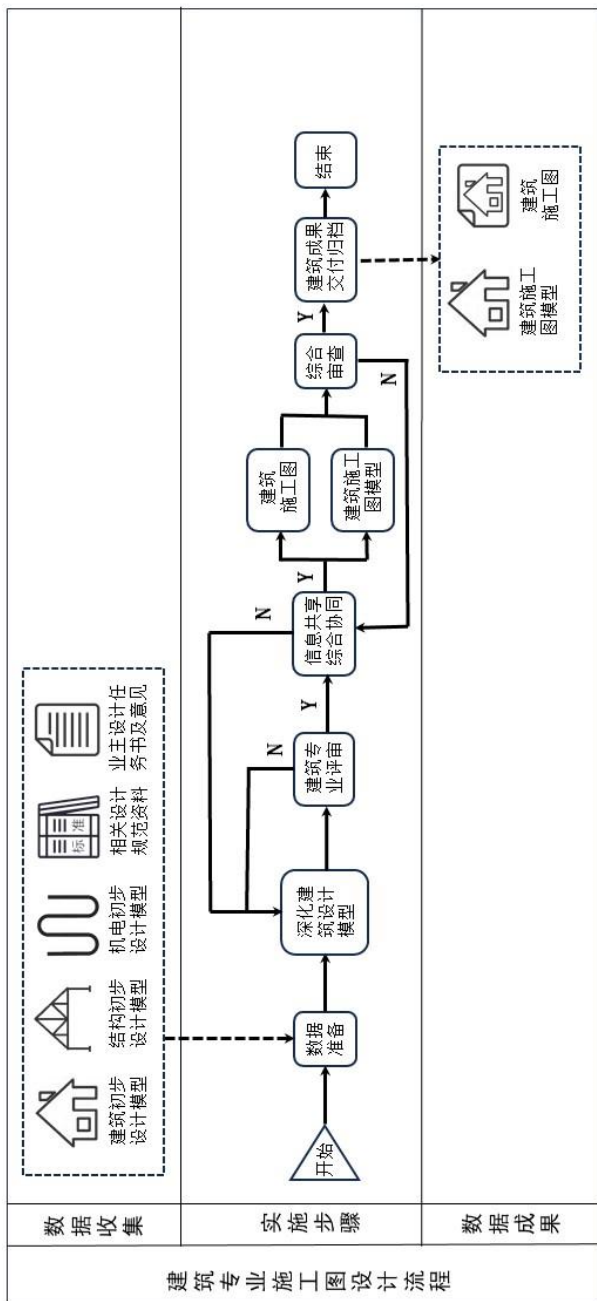 建筑专业施工图设计流程
数据收集
建筑初步
设计模型
结构初步
设计模型
机电初步
设计模型
标准
相关设计
规范资料
业主设计任
务书及意见
实施步骤
开始
数据
准备
深化建
筑设计
模型
建筑专业评审
N
Y
信息共享
综合协同
N
Y
建筑
施工图
建筑施工
图模型
综合
审查
N
Y
建筑成果
交付归档
结束
数据成果
建筑施工
图模型
建筑
施工图